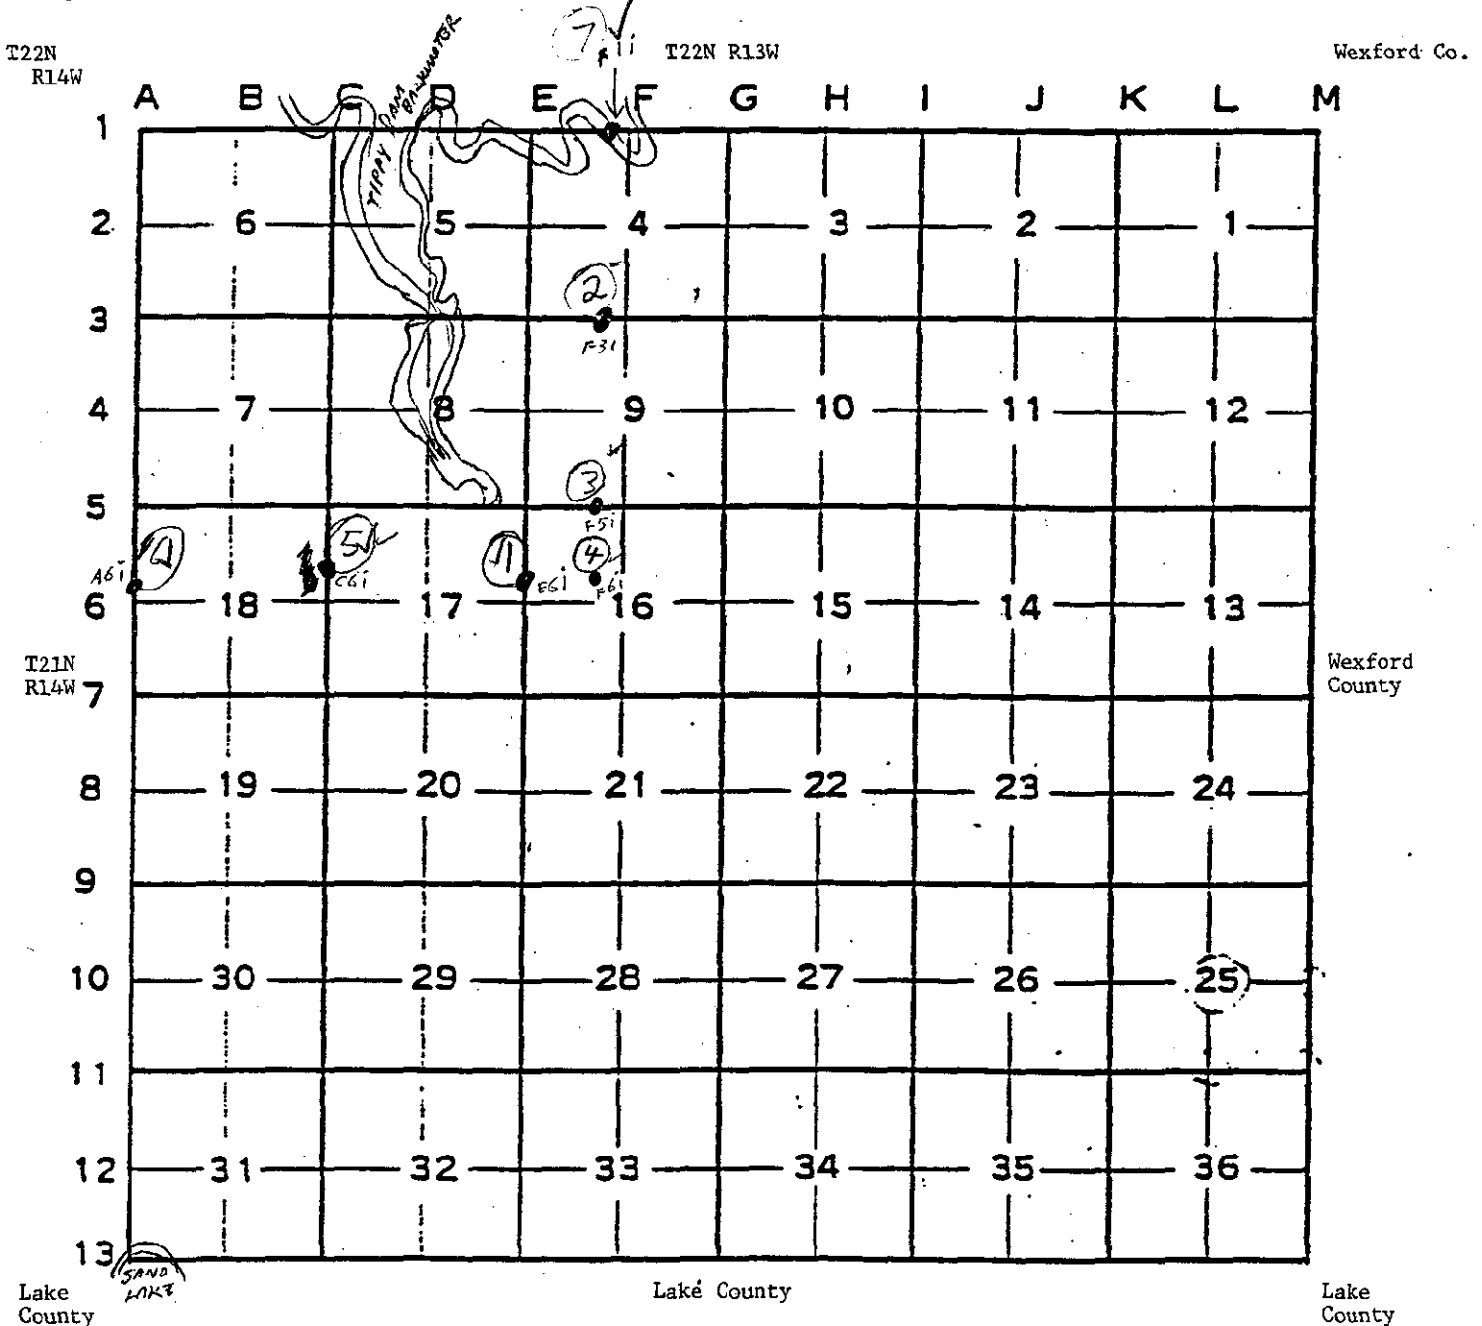 7 ✓
F1i
T22N T22N R13W Wexford Co.
R14W
TIPPY DAM
BACKWATER
A B C D E F G H I J K L M
1
2 6 5 4 3 2 1
2
3
F3i
4 7 8 9 10 11 12
3
5
F5i
A6i 5 C6i 1 E6i 4 F6i
6 18 17 16 15 14 13
T21N Wexford
R14W 7 County
8 19 20 21 22 23 24
9
10 30 29 28 27 26 25
11
12 31 32 33 34 35 36
13
SAND
LAKE
Lake Lake County Lake
County County